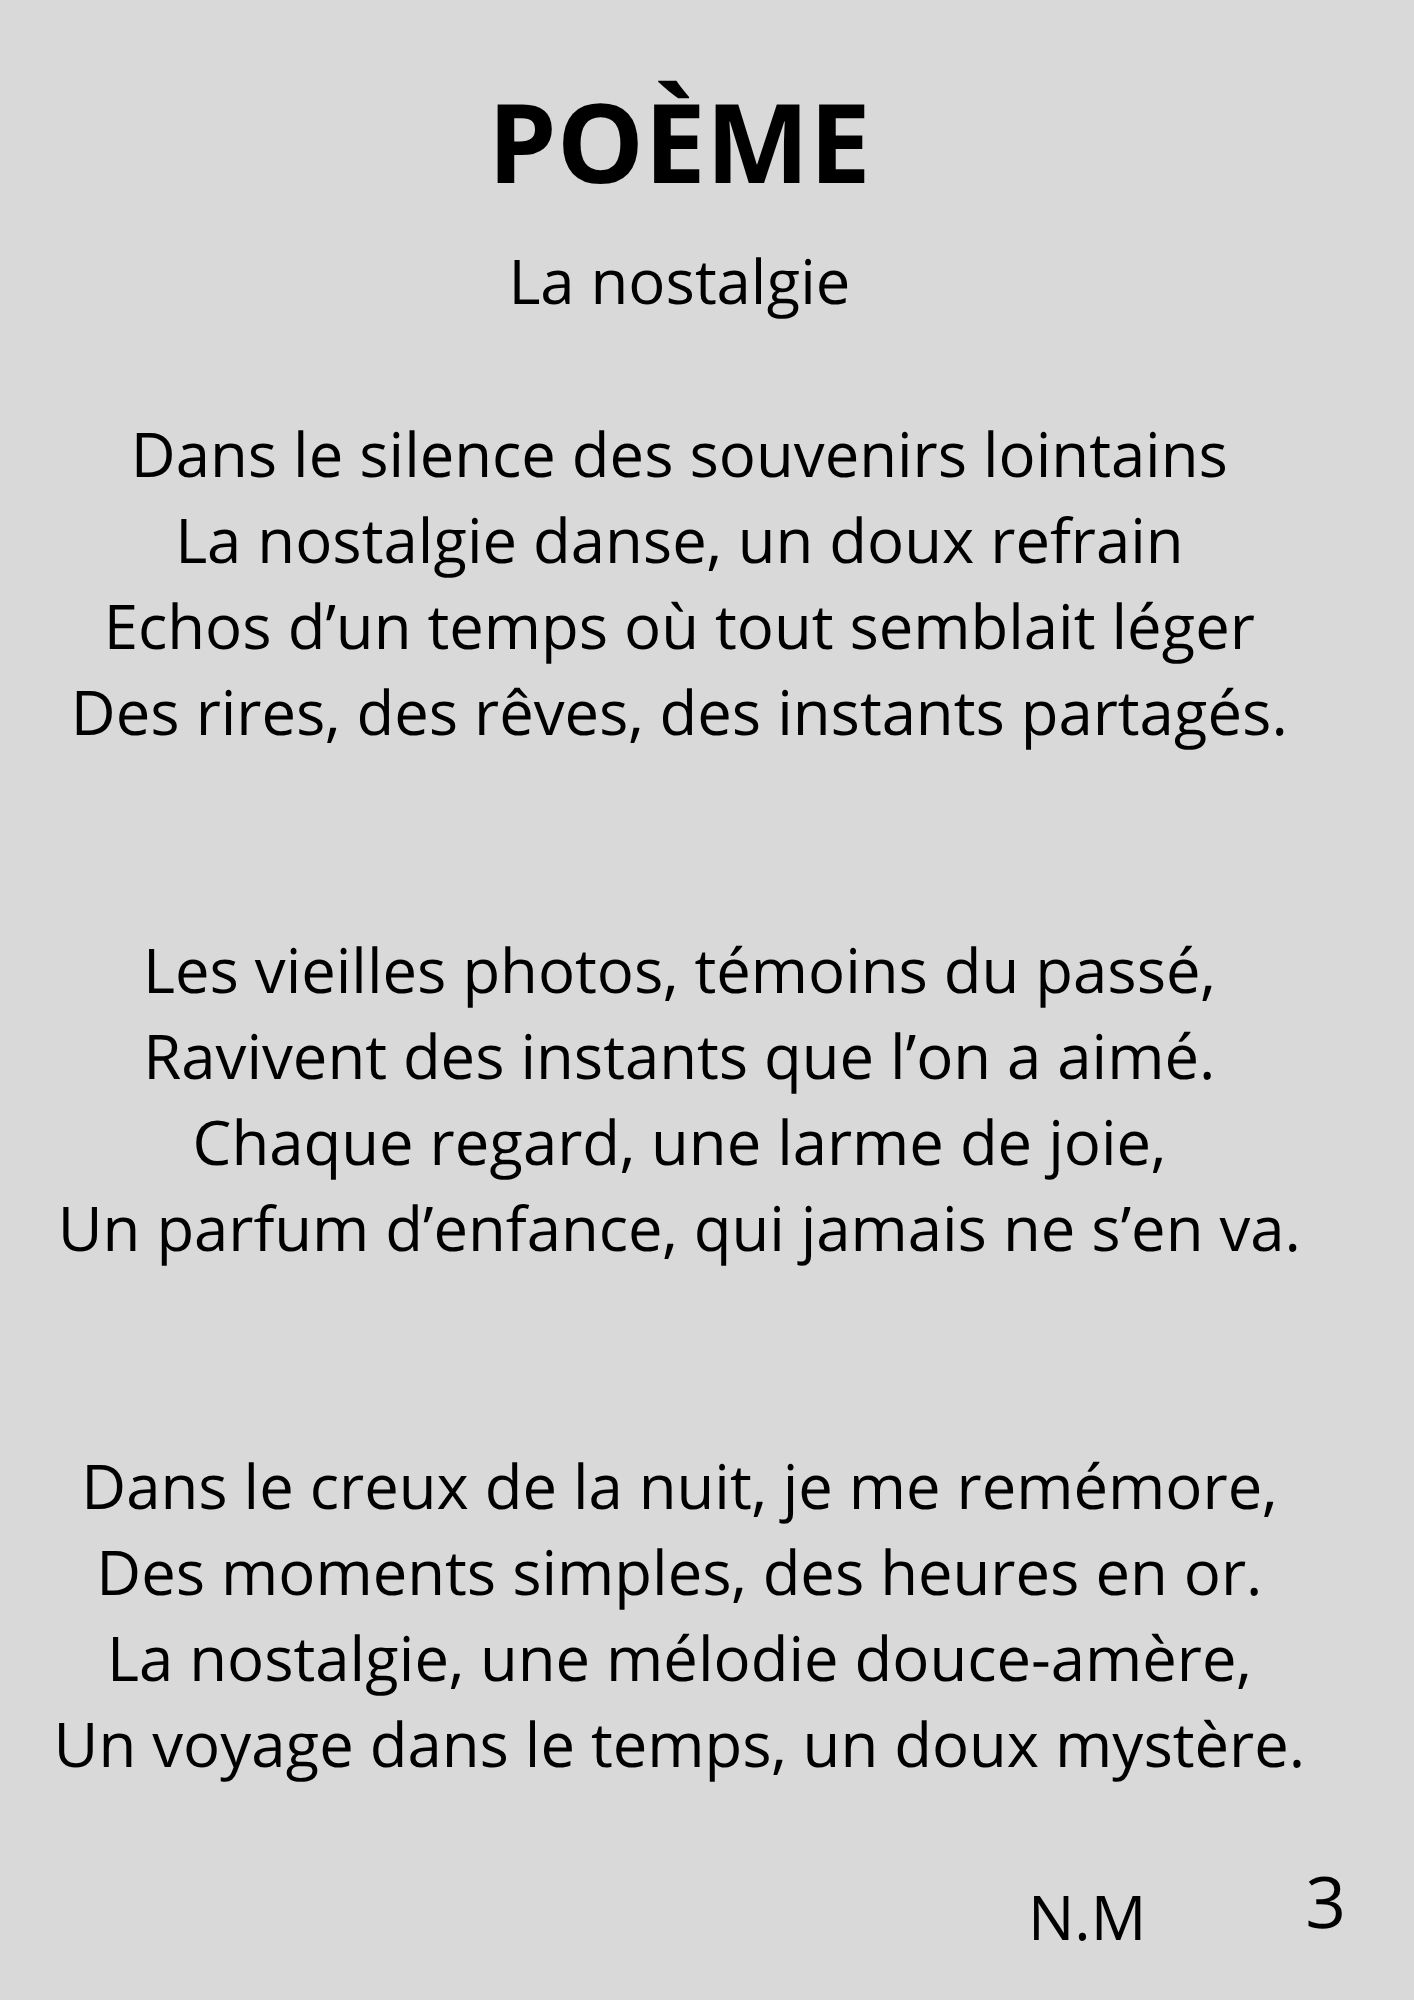 POÈME
La nostalgie
Dans le silence des souvenirs lointains
La nostalgie danse, un doux refrain
Echos d’un temps où tout semblait léger
Des rires, des rêves, des instants partagés.
Les vieilles photos, témoins du passé,
Ravivent des instants que l’on a aimé.
Chaque regard, une larme de joie,
Un parfum d’enfance, qui jamais ne s’en va.
Dans le creux de la nuit, je me remémore,
Des moments simples, des heures en or.
La nostalgie, une mélodie douce-amère,
Un voyage dans le temps, un doux mystère.
N.M
3